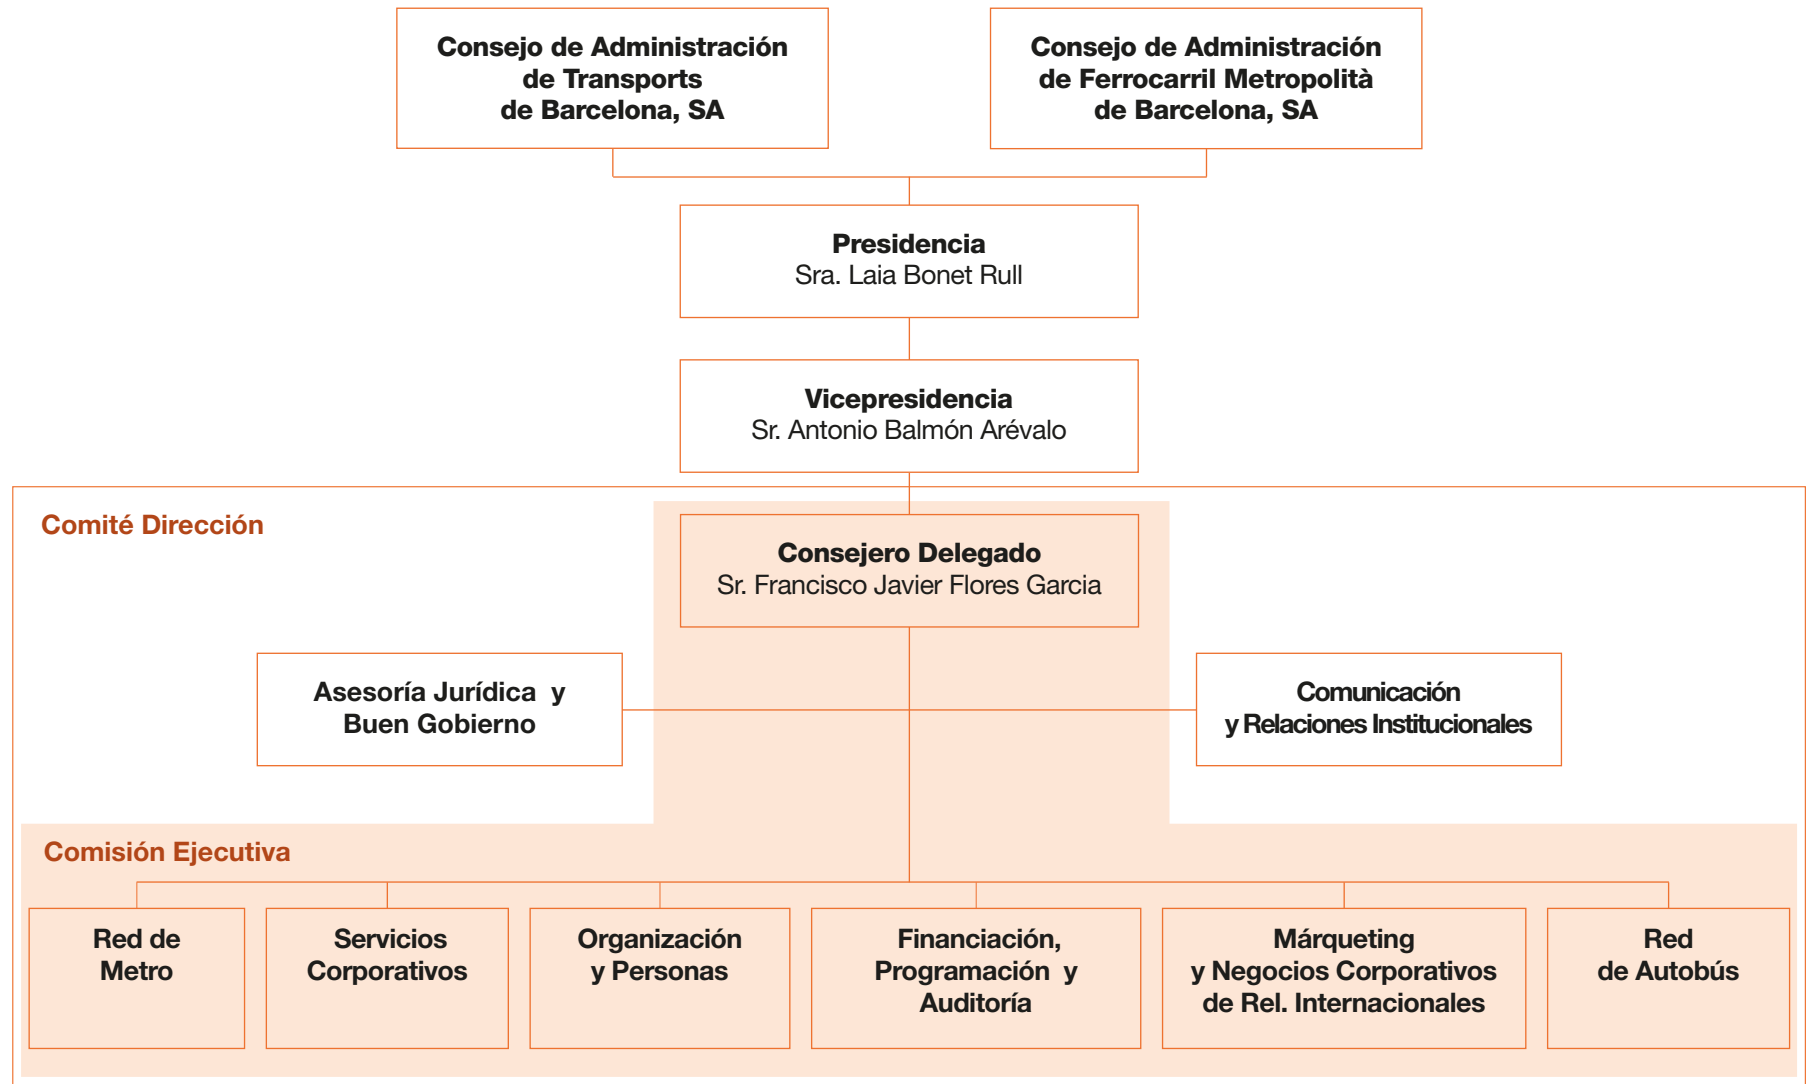 Consejo de Administración
de Transports
de Barcelona, SA
Consejo de Administración
de Ferrocarril Metropolità
de Barcelona, SA
Presidencia
Sra. Laia Bonet Rull
Vicepresidencia
Sr. Antonio Balmón Arévalo
Comité Dirección
Consejero Delegado
Sr. Francisco Javier Flores Garcia
Asesoría Jurídica y
Buen Gobierno
Comunicación
y Relaciones Institucionales
Comisión Ejecutiva
Red de
Metro
Servicios
Corporativos
Organización
y Personas
Financiación,
Programación y
Auditoría
Márqueting
y Negocios Corporativos
de Rel. Internacionales
Red
de Autobús